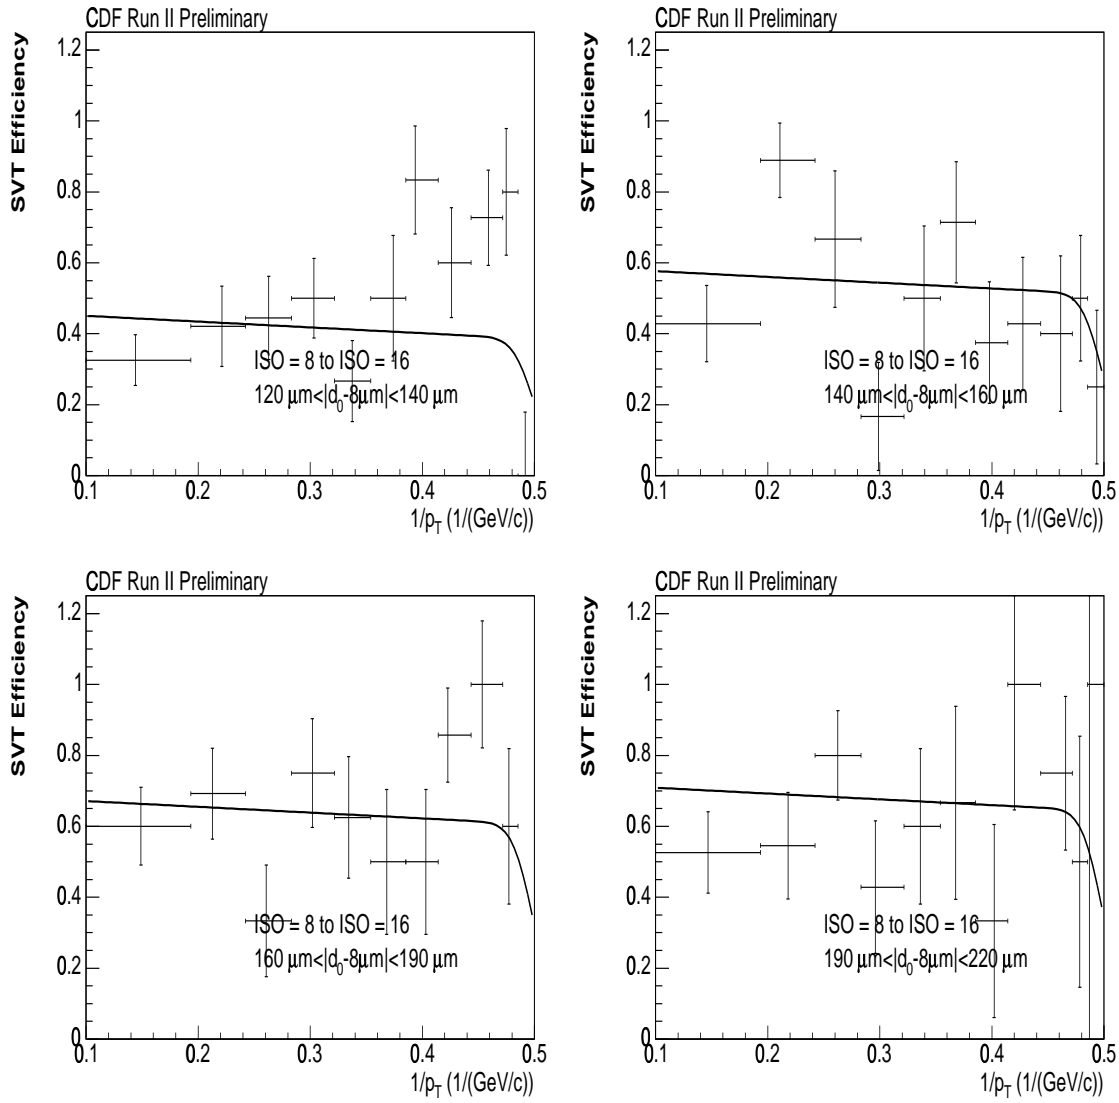 CDF Run II Preliminary
SVT Efficiency
1.2
1
0.8
0.6
0.4
0.2
0
ISO = 8 to ISO = 16
120 μm<|d0-8μm|<140 μm
0.1 0.2 0.3 0.4 0.5
1/pT (1/(GeV/c))
CDF Run II Preliminary
SVT Efficiency
1.2
1
0.8
0.6
0.4
0.2
0
ISO = 8 to ISO = 16
140 μm<|d0-8μm|<160 μm
0.1 0.2 0.3 0.4 0.5
1/pT (1/(GeV/c))
CDF Run II Preliminary
SVT Efficiency
1.2
1
0.8
0.6
0.4
0.2
0
ISO = 8 to ISO = 16
160 μm<|d0-8μm|<190 μm
0.1 0.2 0.3 0.4 0.5
1/pT (1/(GeV/c))
CDF Run II Preliminary
SVT Efficiency
1.2
1
0.8
0.6
0.4
0.2
0
ISO = 8 to ISO = 16
190 μm<|d0-8μm|<220 μm
0.1 0.2 0.3 0.4 0.5
1/pT (1/(GeV/c))